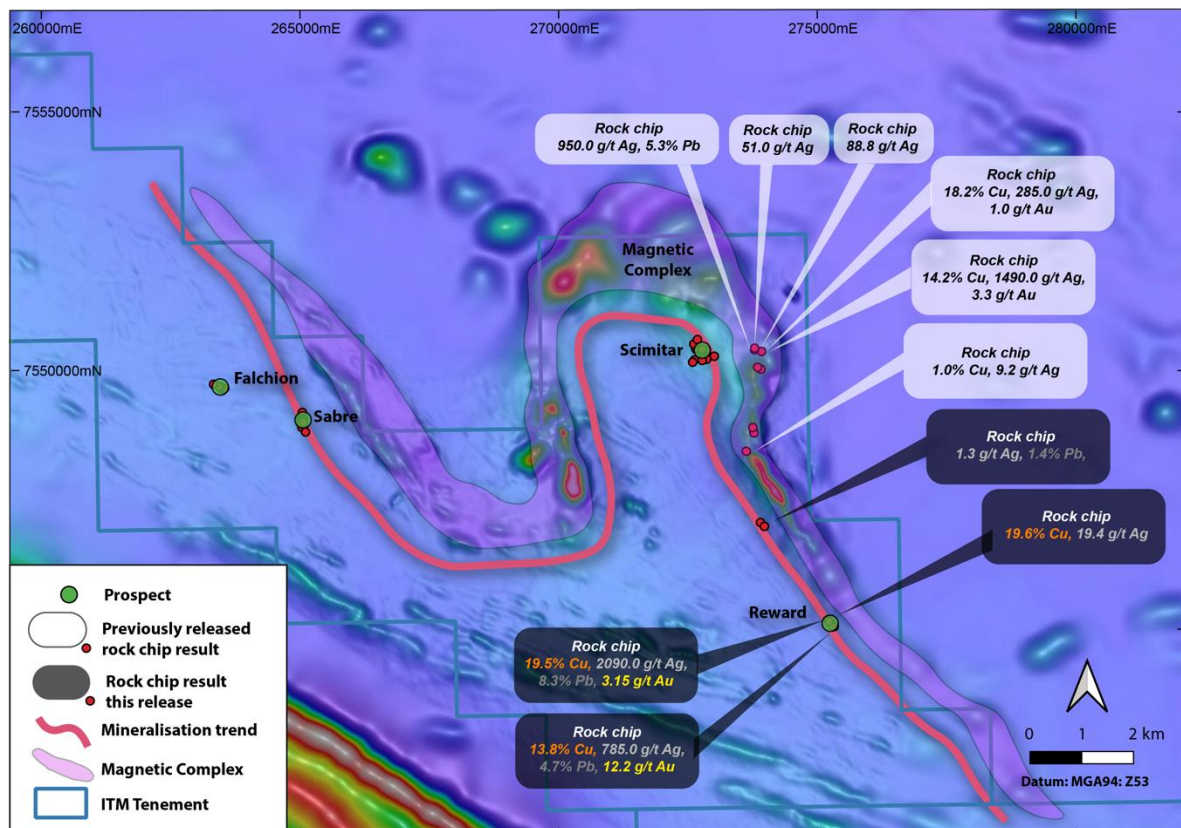 260000mE
265000mE
270000mE
275000mE
280000mE
7555000mN
7550000mN
Rock chip
950.0 g/t Ag, 5.3% Pb
Rock chip
51.0 g/t Ag
Rock chip
88.8 g/t Ag
Rock chip
18.2% Cu, 285.0 g/t Ag,
1.0 g/t Au
Magnetic
Complex
Rock chip
14.2% Cu, 1490.0 g/t Ag,
3.3 g/t Au
Scimitar
Rock chip
1.0% Cu, 9.2 g/t Ag
Falchion
Sabre
Rock chip
1.3 g/t Ag, 1.4% Pb,
Rock chip
19.6% Cu, 19.4 g/t Ag
Reward
Rock chip
19.5% Cu, 2090.0 g/t Ag,
8.3% Pb, 3.15 g/t Au
Rock chip
13.8% Cu, 785.0 g/t Ag,
4.7% Pb, 12.2 g/t Au
Prospect
Previously released
rock chip result
Rock chip result
this release
Mineralisation trend
Magnetic Complex
ITM Tenement
0 1 2 km
Datum: MGA94: Z53